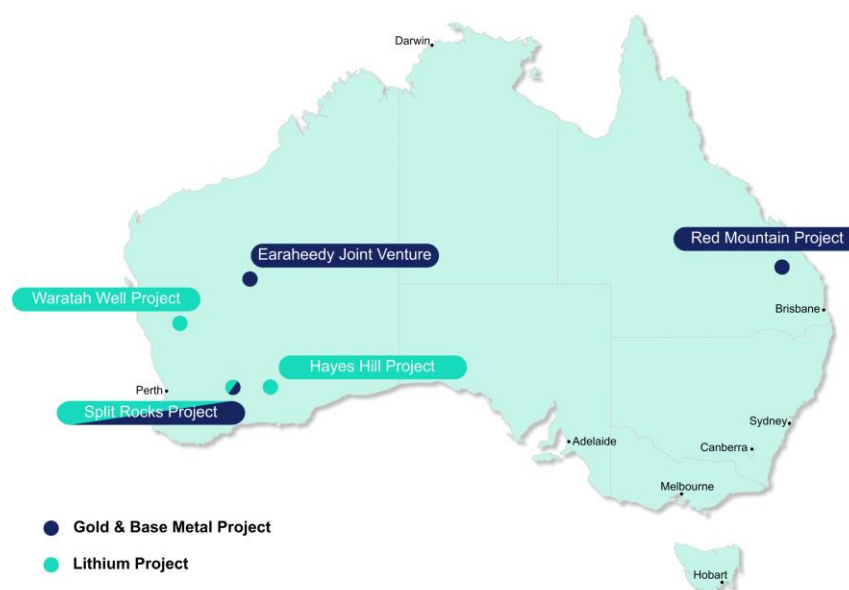 Darwin
Red Mountain Project
Earaheedy Joint Venture
Waratah Well Project
Brisbane
Hayes Hill Project
Perth
Split Rocks Project
Sydney
Adelaide
Canberra
Melbourne
Gold & Base Metal Project
Lithium Project
Hobart